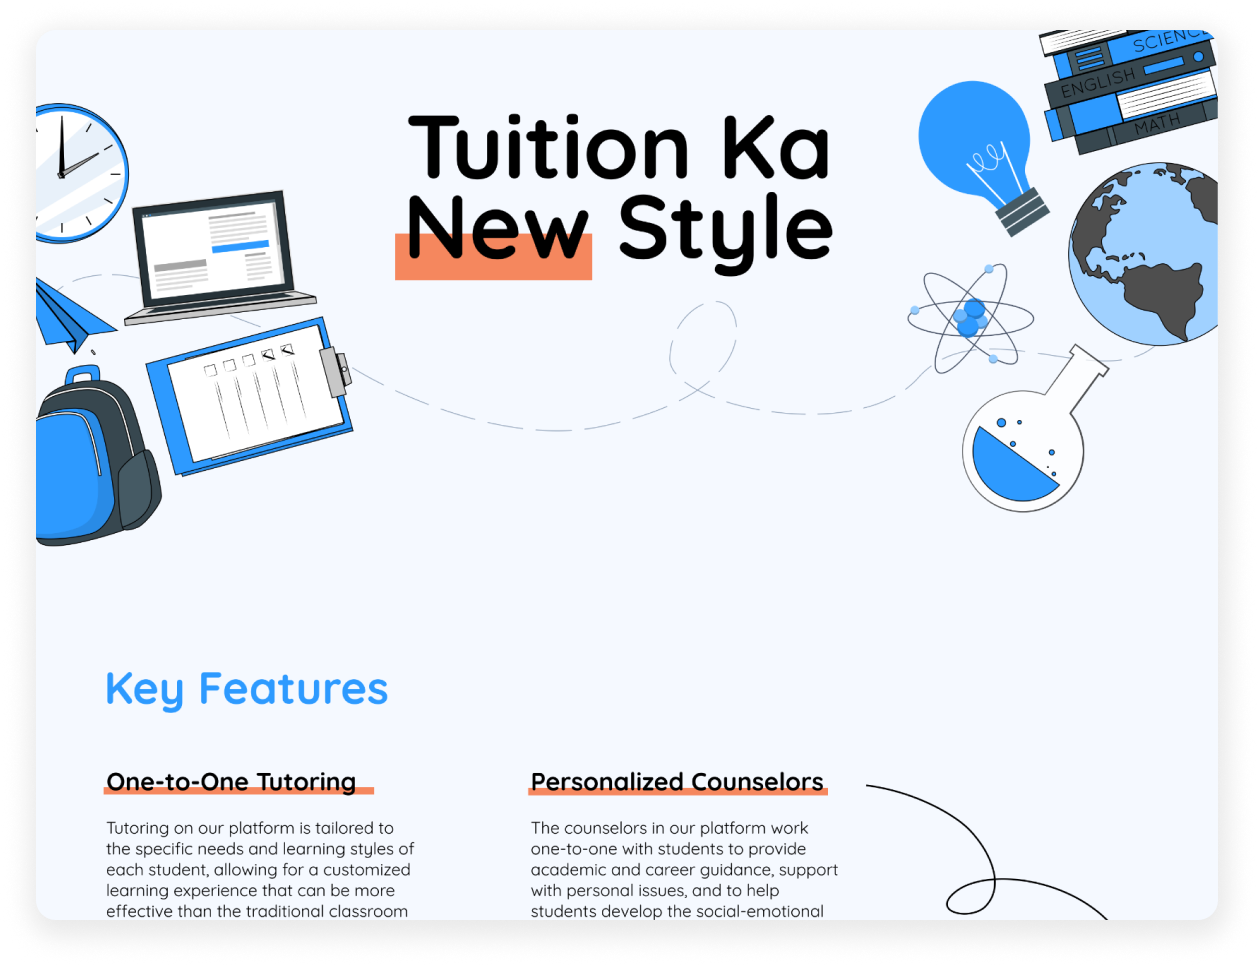 SCIENCE
ENGLISH
MATH
Tuition Ka
New Style
Key Features
One-to-One Tutoring
Tutoring on our platform is tailored to
the specific needs and learning styles of
each student, allowing for a customized
learning experience that can be more
effective than the traditional classroom
Personalized Counselors
The counselors in our platform work
one-to-one with students to provide
academic and career guidance, support
with personal issues, and to help
students develop the social-emotional